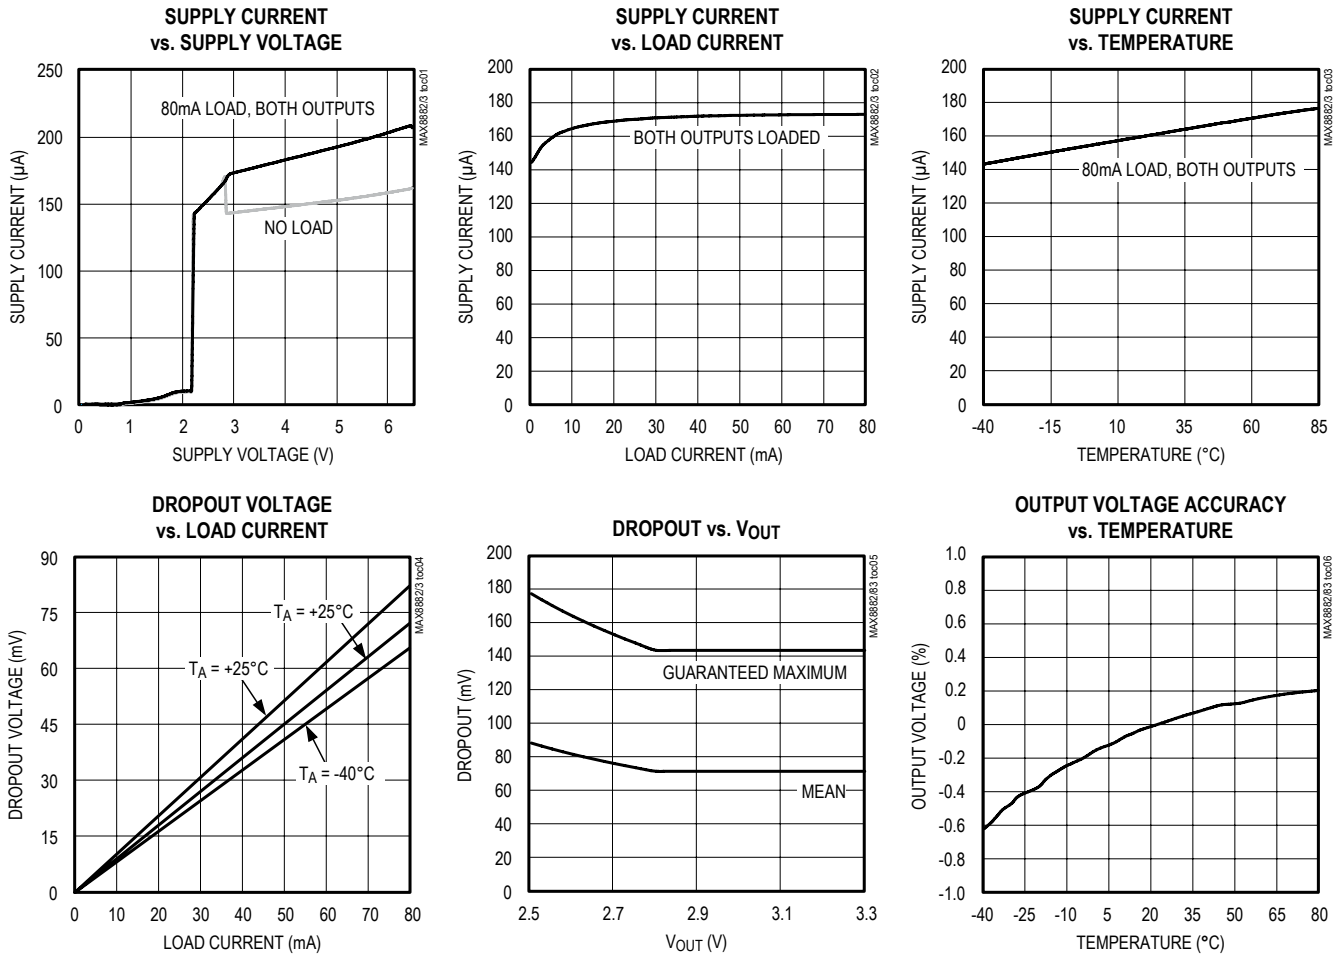 SUPPLY CURRENT
vs. SUPPLY VOLTAGE
250
200
150
100
50
0
SUPPLY CURRENT (µA)
80mA LOAD, BOTH OUTPUTS
NO LOAD
MAX8882/3 toc01
0 1 2 3 4 5 6
SUPPLY VOLTAGE (V)
SUPPLY CURRENT
vs. LOAD CURRENT
200
180
160
140
120
100
80
60
40
20
0
SUPPLY CURRENT (µA)
BOTH OUTPUTS LOADED
MAX8882/3 toc02
0 10 20 30 40 50 60 70 80
LOAD CURRENT (mA)
SUPPLY CURRENT
vs. TEMPERATURE
200
180
160
140
120
100
80
60
40
20
0
SUPPLY CURRENT (µA)
80mA LOAD, BOTH OUTPUTS
MAX8882/3 toc03
-40 -15 10 35 60 85
TEMPERATURE (°C)
DROPOUT VOLTAGE
vs. LOAD CURRENT
90
75
60
45
30
15
0
DROPOUT VOLTAGE (mV)
TA = +25°C
TA = +25°C
TA = -40°C
MAX8882/3 toc04
0 10 20 30 40 50 60 70 80
LOAD CURRENT (mA)
DROPOUT vs. VOUT
200
180
160
140
120
100
80
60
40
20
0
DROPOUT (mV)
GUARANTEED MAXIMUM
MEAN
MAX8882/83 toc05
2.5 2.7 2.9 3.1 3.3
VOUT (V)
OUTPUT VOLTAGE ACCURACY
vs. TEMPERATURE
1.0
0.8
0.6
0.4
0.2
0
-0.2
-0.4
-0.6
-0.8
-1.0
OUTPUT VOLTAGE (%)
MAX8882/83 toc06
-40 -25 -10 5 20 35 50 65 80
TEMPERATURE (°C)